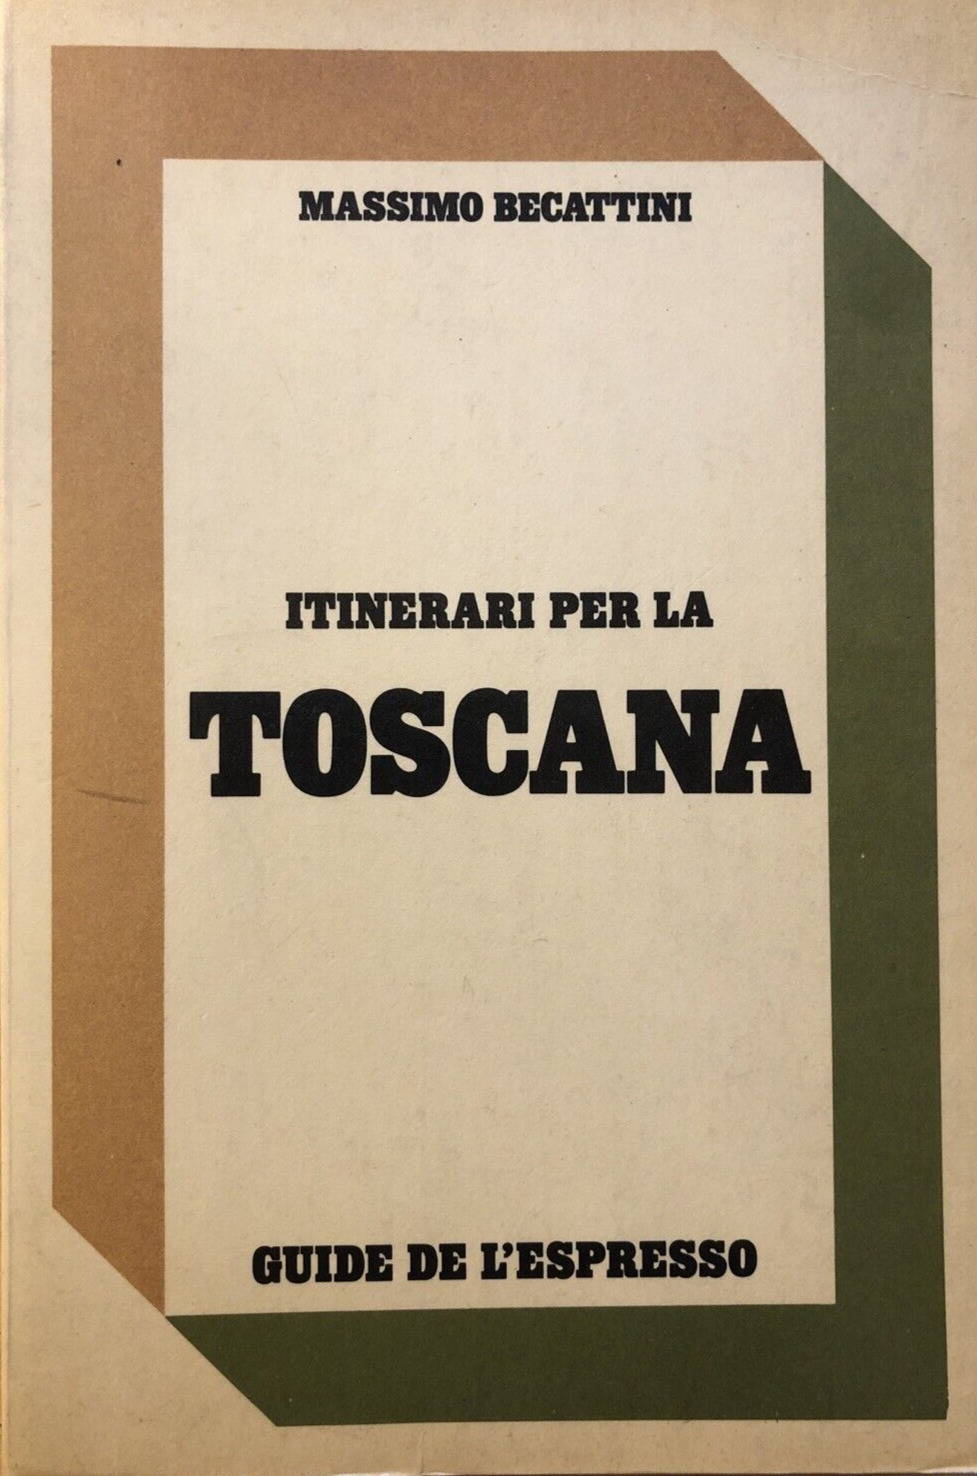 MASSIMO BECATTINI
ITINERARI PER LA
TOSCANA
GUIDE DE L'ESPRESSO